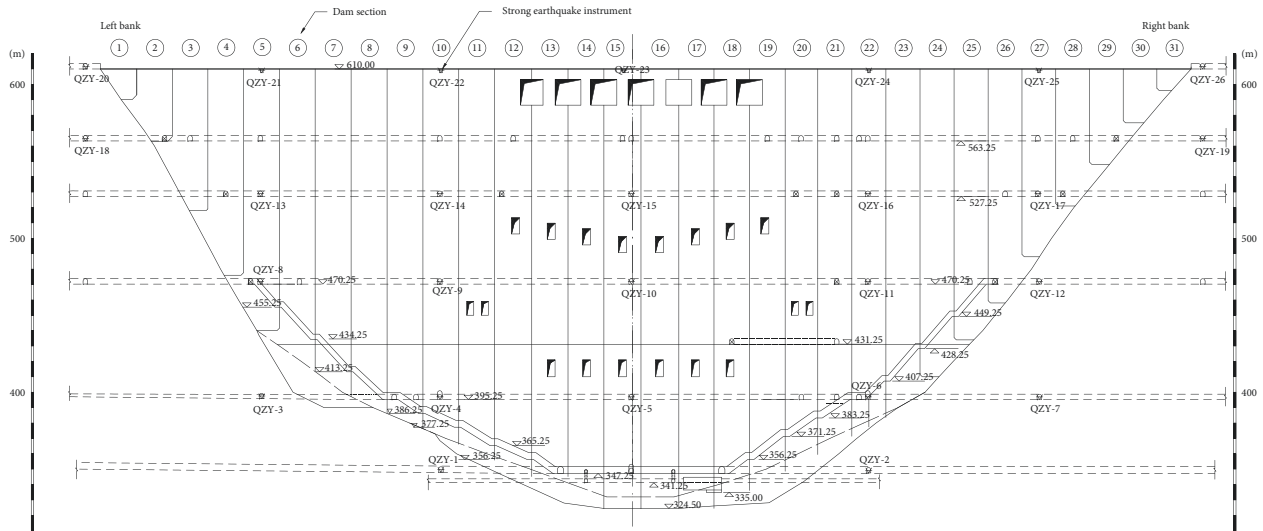 Dam section
Strong earthquake instrument
Left bank
Right bank
(m)
1
2
3
4
5
6
7
8
9
10
11
12
13
14
15
16
17
18
19
20
21
22
23
24
25
26
27
28
29
30
31
(m)
610.00
QZY-23
QZY-20
QZY-21
QZY-22
QZY-24
QZY-25
QZY-26
600
600
QZY-18
563.25
QZY-19
QZY-13
QZY-14
QZY-15
QZY-16
527.25
QZY-17
500
500
QZY-8
470.25
QZY-9
QZY-10
QZY-11
470.25
QZY-12
455.25
449.25
434.25
431.25
428.25
413.25
407.25
400
400
QZY-6
QZY-3
386.25
QZY-4
395.25
QZY-5
383.25
QZY-7
377.25
371.25
365.25
QZY-1
356.25
356.25
QZY-2
347.25
341.25
335.00
324.50